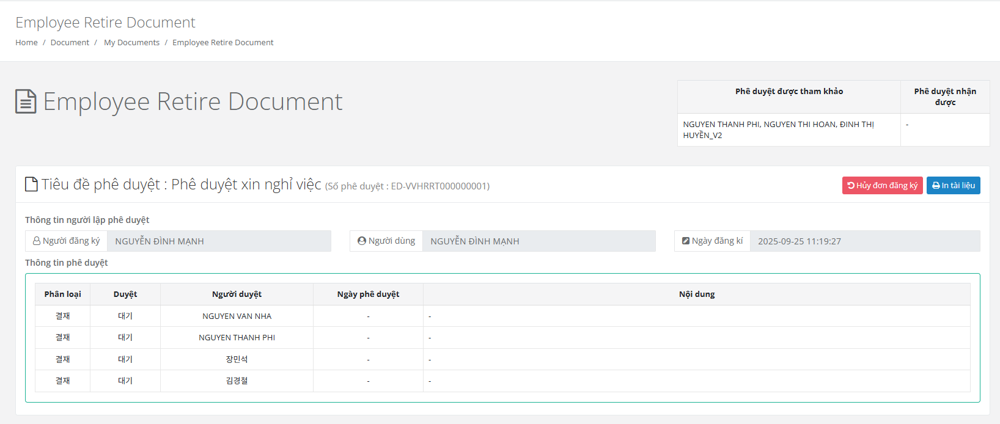 Employee Retire Document
Home / Document / My Documents / Employee Retire Document
Employee Retire Document
Phê duyệt được tham khảo
Phê duyệt nhận được
NGUYEN THANH PHI, NGUYEN THI HOAN, ĐINH THỊ HUYỀN_V2
-
Tiêu đề phê duyệt : Phê duyệt xin nghỉ việc (Số phê duyệt : ED-VVHRRT000000001)
Hủy đơn đăng ký
In tài liệu
Thông tin người lập phê duyệt
Người đăng ký NGUYỄN ĐÌNH MẠNH
Người dùng NGUYỄN ĐÌNH MẠNH
Ngày đăng kí 2025-09-25 11:19:27
Thông tin phê duyệt
Phân loại Duyệt Người duyệt Ngày phê duyệt Nội dung
결재 대기 NGUYEN VAN NHA - -
결재 대기 NGUYEN THANH PHI - -
결재 대기 장민석 - -
결재 대기 김경철 - -